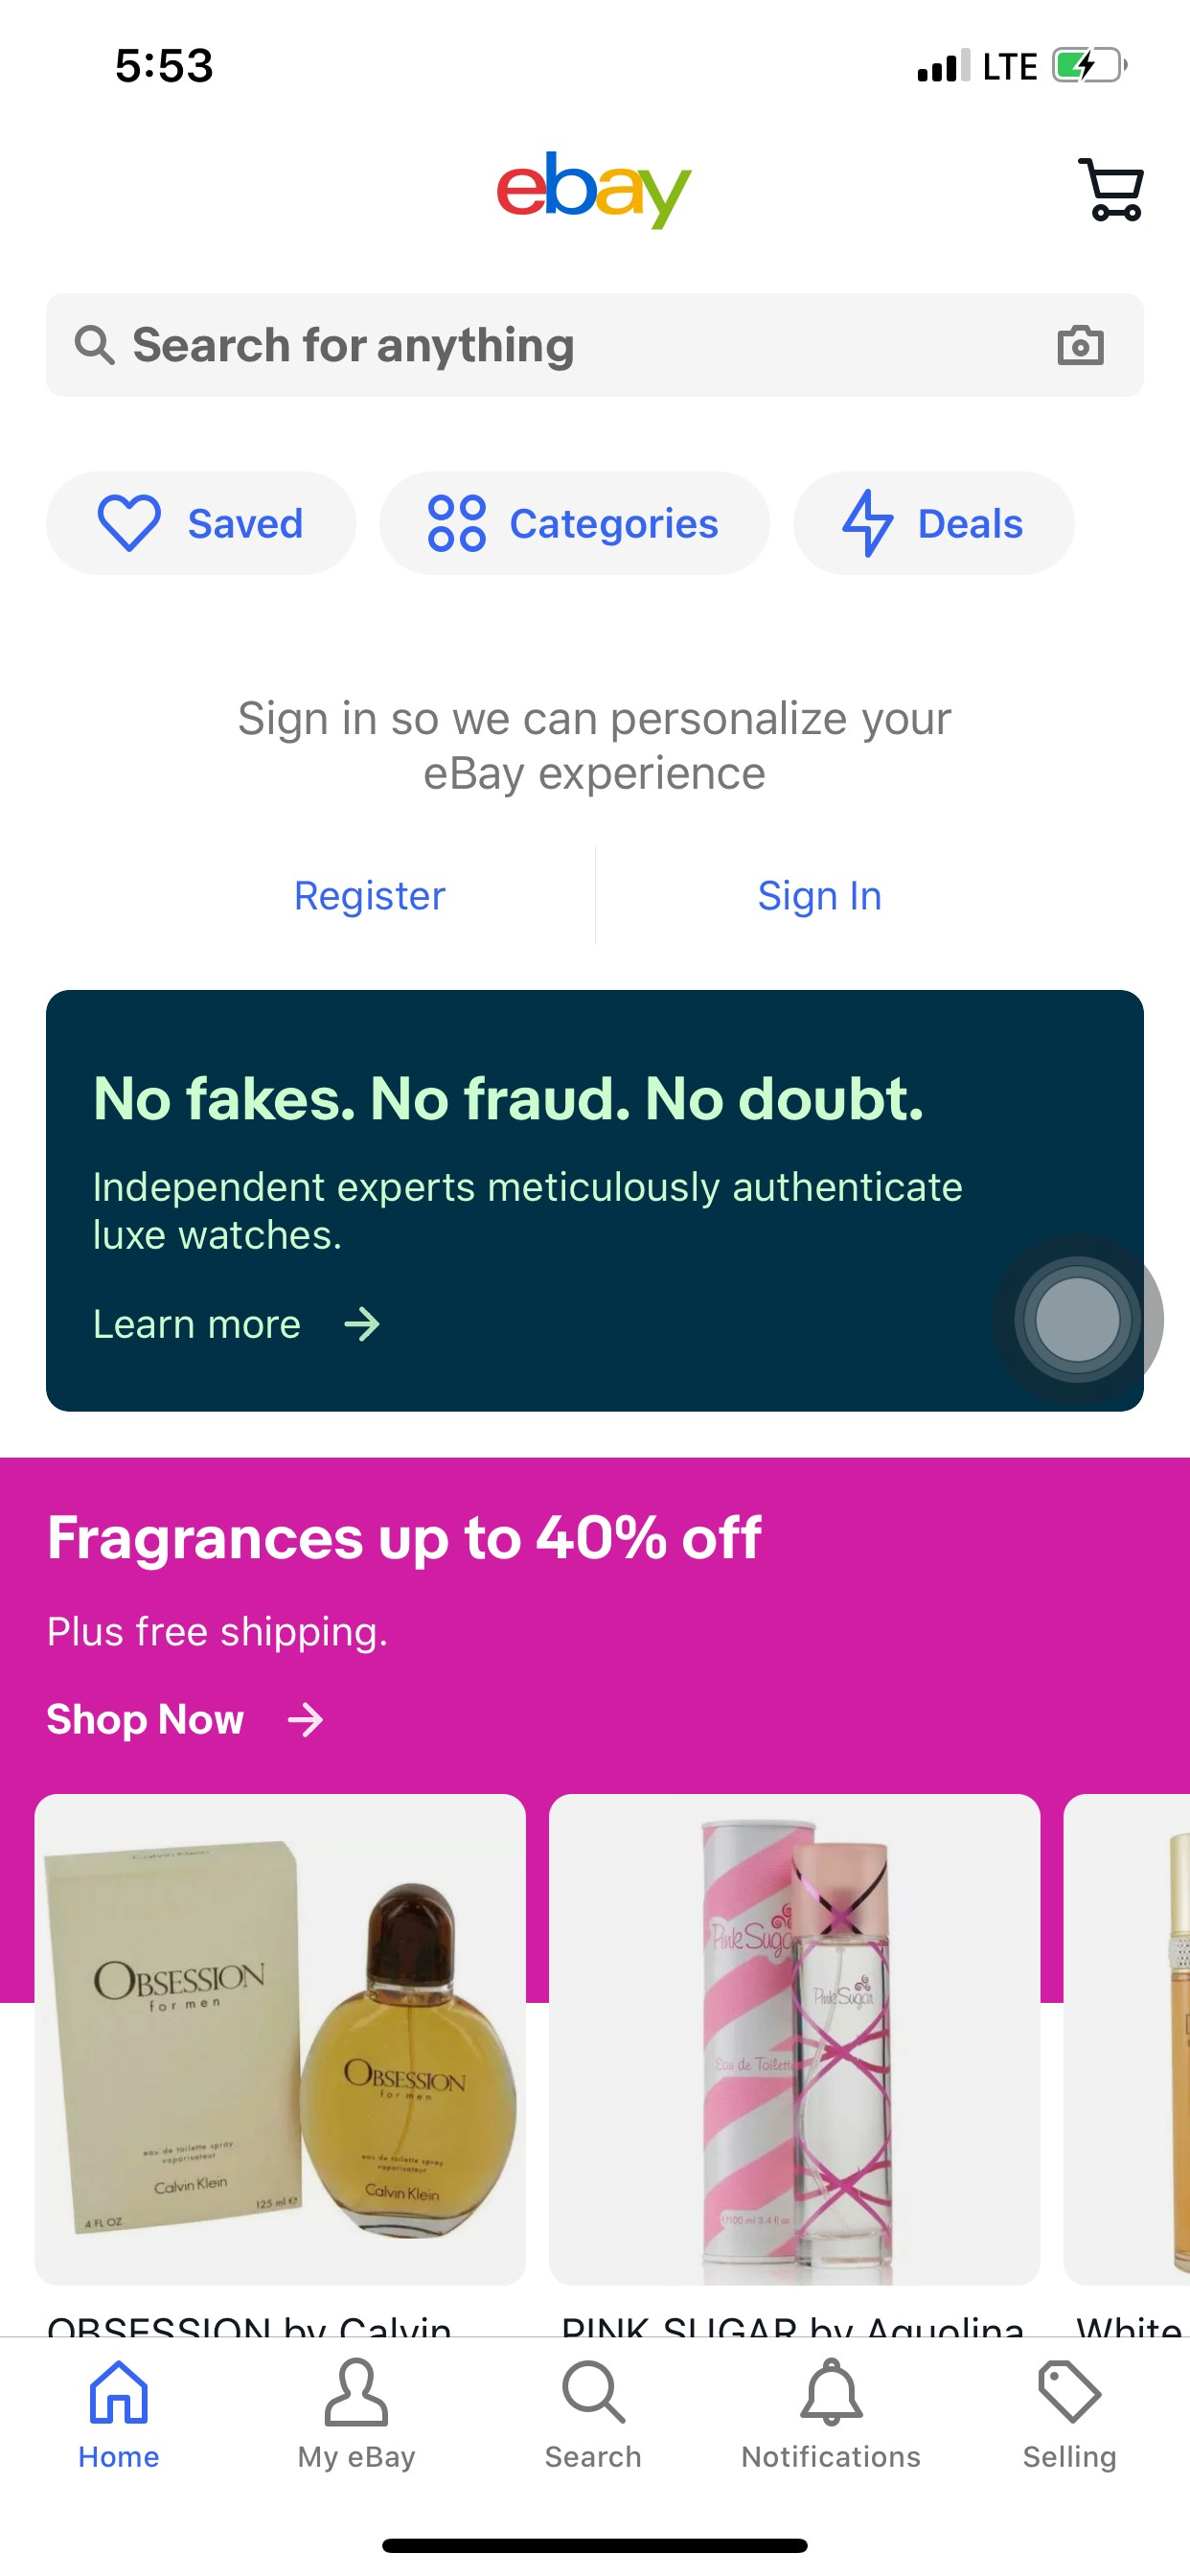 5:53
LTE
ebay
Search for anything
Saved
Categories
Deals
Sign in so we can personalize your
eBay experience
Register
Sign In
No fakes. No fraud. No doubt.
Independent experts meticulously authenticate
luxe watches.
Learn more
Fragrances up to 40% off
Plus free shipping.
Shop Now
Calvin Klein
OBSESSION
for men
eau de toilette spray
vaporisateur
Calvin Klein
125 ml e
4 FL OZ
OBSESSION
for men
eau de toilette spray
vaporisateur
Calvin Klein
Pink Suga
Eau de Toilette
100 ml 3.4 fl oz
Pink Sugar
OBSESSION by Calvin
PINK SUGAR by Aquolina
White
Home
My eBay
Search
Notifications
Selling